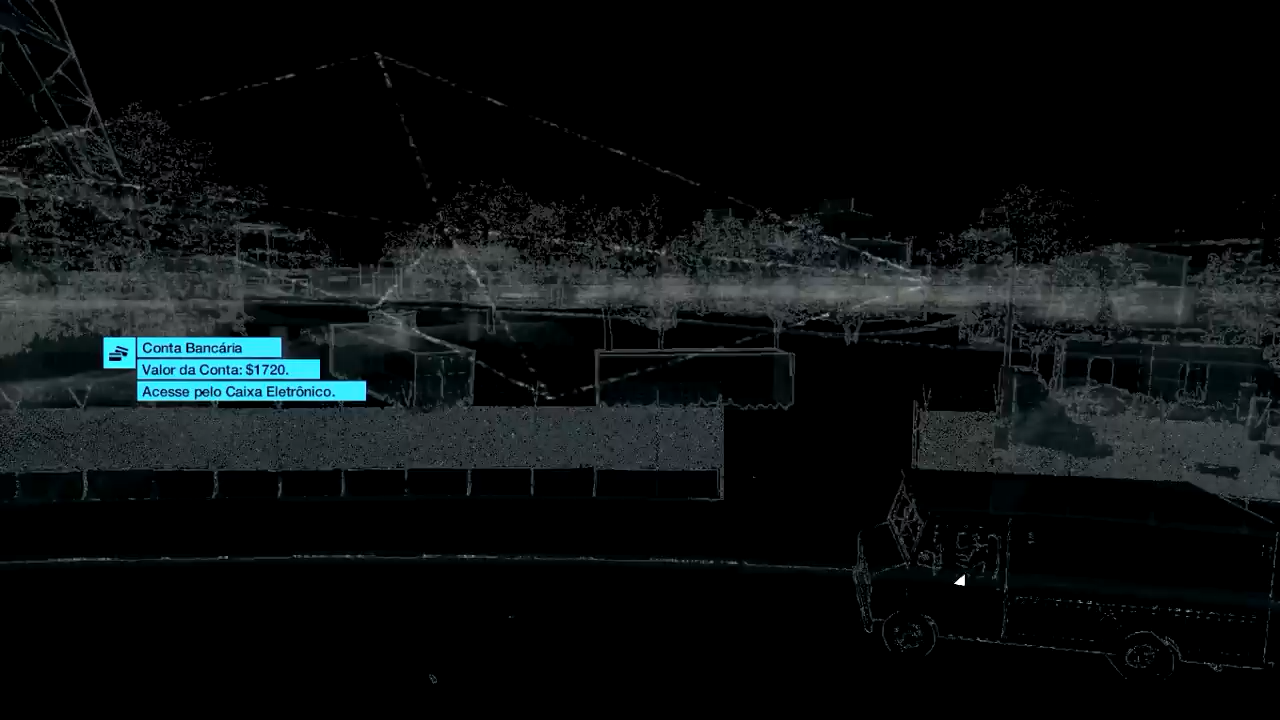 Conta Bancária
Valor da Conta: $1720.
Acesse pelo Caixa Eletrônico.